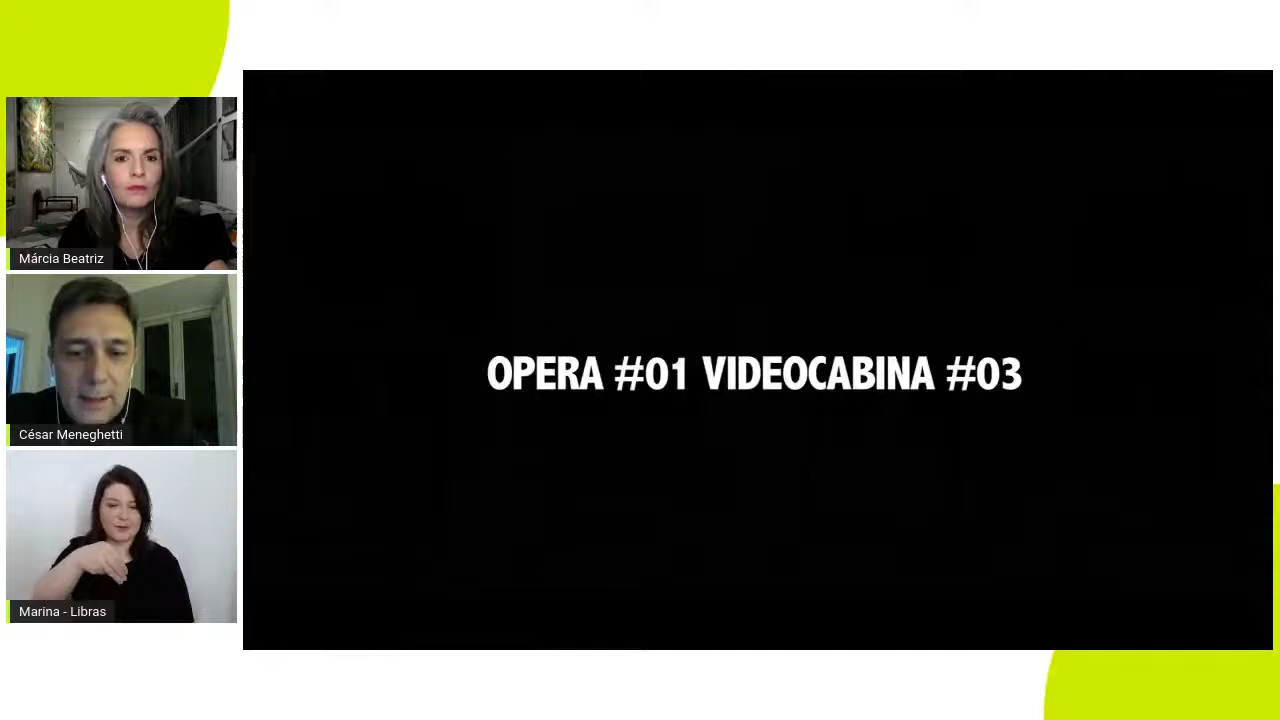 Márcia Beatriz
César Meneghetti
Marina - Libras
OPERA #01 VIDEOCABINA #03